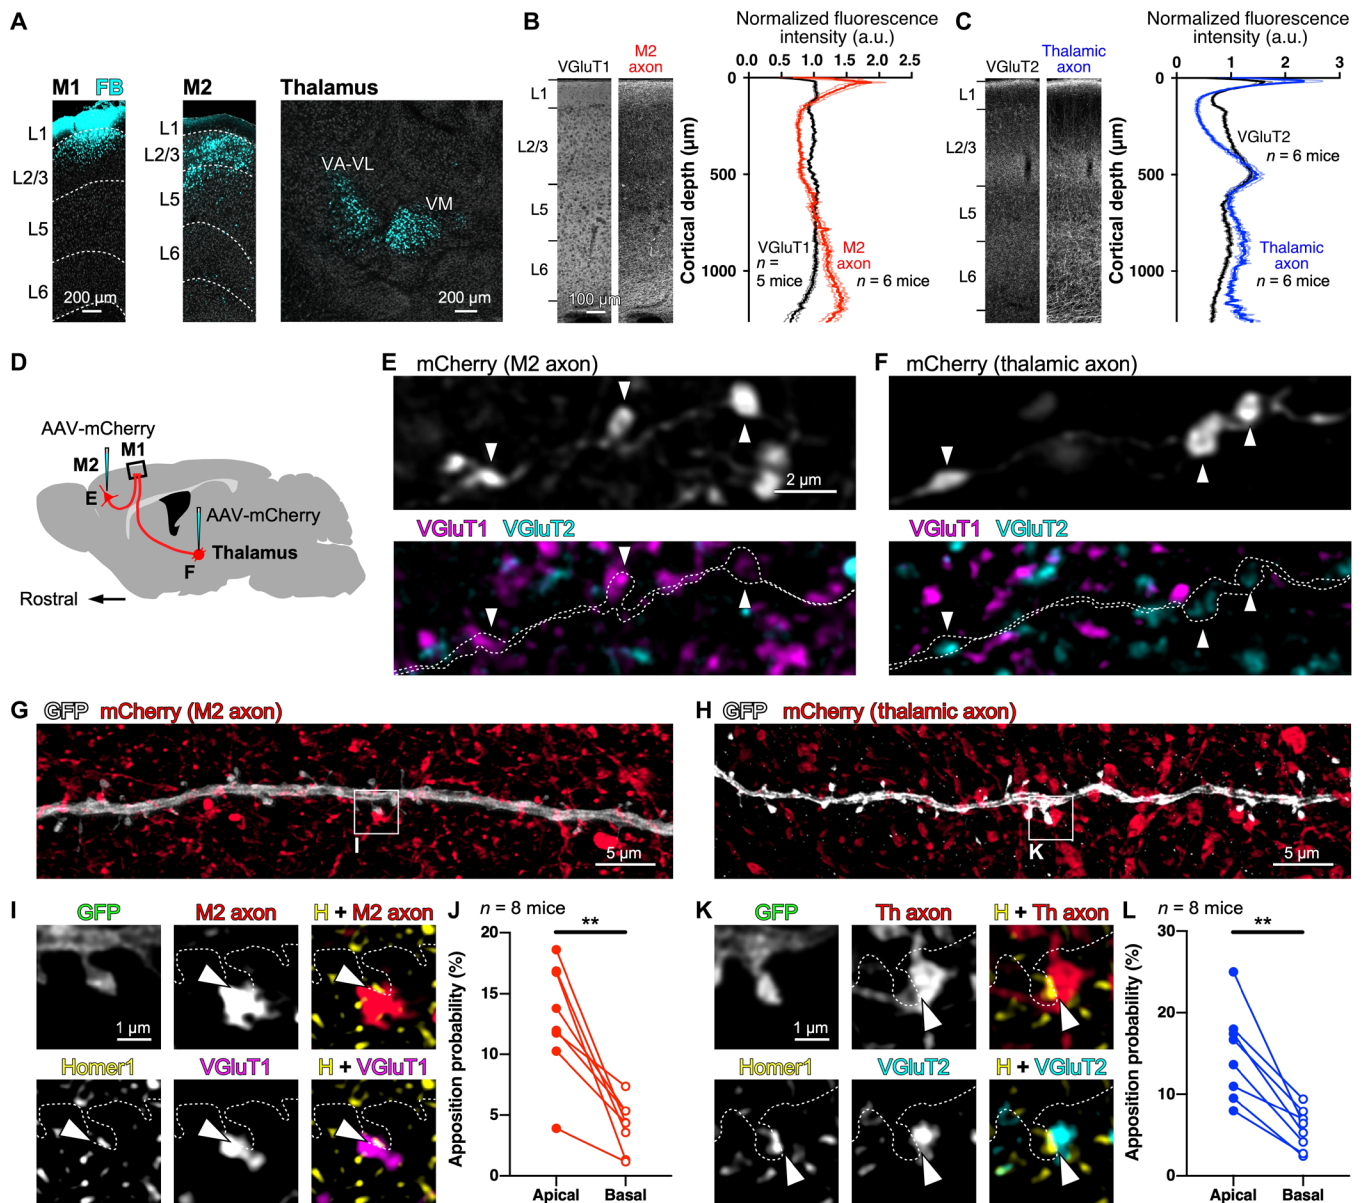 A
M1 FB
M2
Thalamus
L1
L2/3
L5
L6
200 µm
L1
L2/3
L5
L6
VA-VL
VM
200 µm
B
VGluT1
M2
axon
L1
L2/3
L5
L6
100 µm
Normalized fluorescence
intensity (a.u.)
0.0 0.5 1.0 1.5 2.0 2.5
0
500
1000
Cortical depth (µm)
VGluT1
n =
5 mice
M2
axon
n = 6 mice
C
VGluT2
Thalamic
axon
L1
L2/3
L5
L6
Normalized fluorescence
intensity (a.u.)
0 1 2 3
0
500
1000
Cortical depth (µm)
VGluT2
n = 6 mice
Thalamic
axon
n = 6 mice
D
AAV-mCherry
M1
M2
E
AAV-mCherry
Thalamus
F
Rostral
E mCherry (M2 axon)
2 µm
VGluT1 VGluT2
F mCherry (thalamic axon)
VGluT1 VGluT2
G GFP mCherry (M2 axon)
I
5 µm
H GFP mCherry (thalamic axon)
K
5 µm
I
GFP
M2 axon
H + M2 axon
1 µm
Homer1
VGluT1
H + VGluT1
J n = 8 mice
**
20
15
10
5
0
Apposition probability (%)
Apical Basal
K
GFP
Th axon
H + Th axon
1 µm
Homer1
VGluT2
H + VGluT2
L n = 8 mice
**
30
20
10
0
Apposition probability (%)
Apical Basal